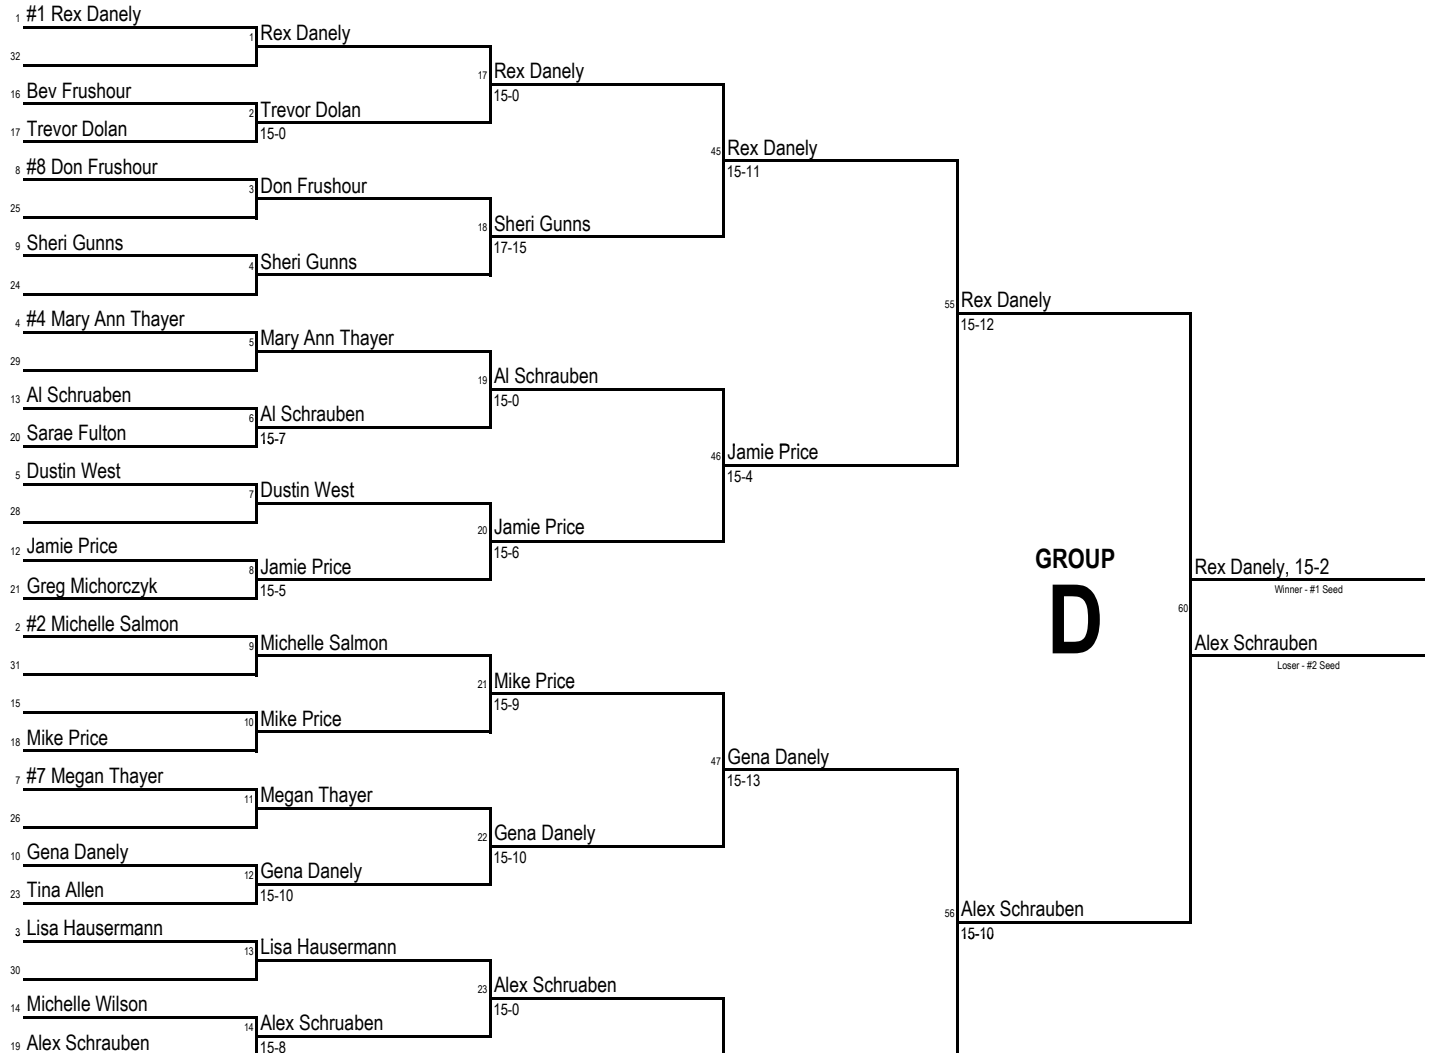 1 #1 Rex Danely
32
16 Bev Frushour
17 Trevor Dolan
8 #8 Don Frushour
25
9 Sheri Gunns
24
4 #4 Mary Ann Thayer
29
13 Al Schruaben
20 Sarae Fulton
5 Dustin West
28
12 Jamie Price
21 Greg Michorczyk
2 #2 Michelle Salmon
31
15
18 Mike Price
7 #7 Megan Thayer
26
10 Gena Danely
23 Tina Allen
3 Lisa Hausermann
30
14 Michelle Wilson
19 Alex Schrauben
1 Rex Danely
2 Trevor Dolan
15-0
3 Don Frushour
4 Sheri Gunns
5 Mary Ann Thayer
6 Al Schrauben
15-7
7 Dustin West
8 Jamie Price
15-5
9 Michelle Salmon
10 Mike Price
11 Megan Thayer
12 Gena Danely
15-10
13 Lisa Hausermann
14 Alex Schruaben
15-8
17 Rex Danely
15-0
18 Sheri Gunns
17-15
19 Al Schrauben
15-0
20 Jamie Price
15-6
21 Mike Price
15-9
22 Gena Danely
15-10
23 Alex Schruaben
15-0
45 Rex Danely
15-11
46 Jamie Price
15-4
47 Gena Danely
15-13
55 Rex Danely
15-12
56 Alex Schrauben
15-10
GROUP
D
60
Rex Danely, 15-2
Winner - #1 Seed
Alex Schrauben
Loser - #2 Seed